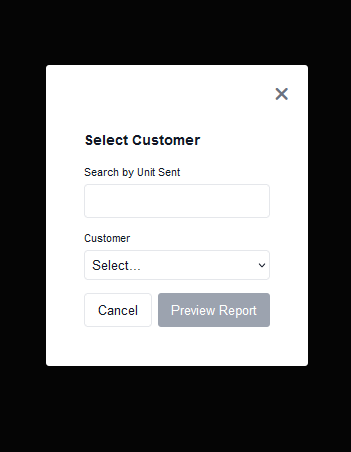 Select Customer
Search by Unit Sent
Customer
Select...
Cancel
Preview Report